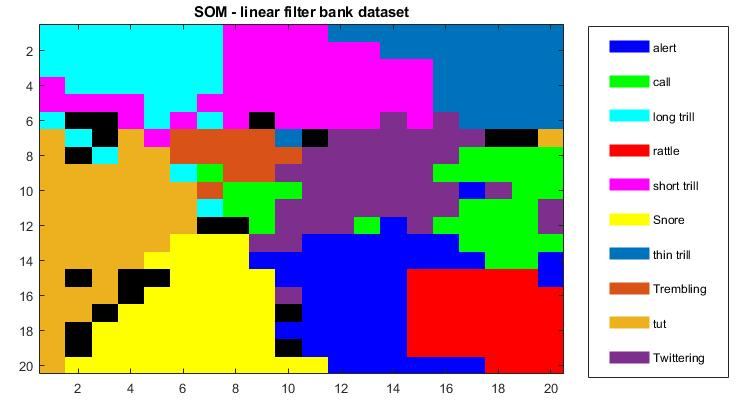 SOM - linear filter bank dataset
2
4
6
8
10
12
14
16
18
20
2 4 6 8 10 12 14 16 18 20
alert
call
long trill
rattle
short trill
Snore
thin trill
Trembling
tut
Twittering